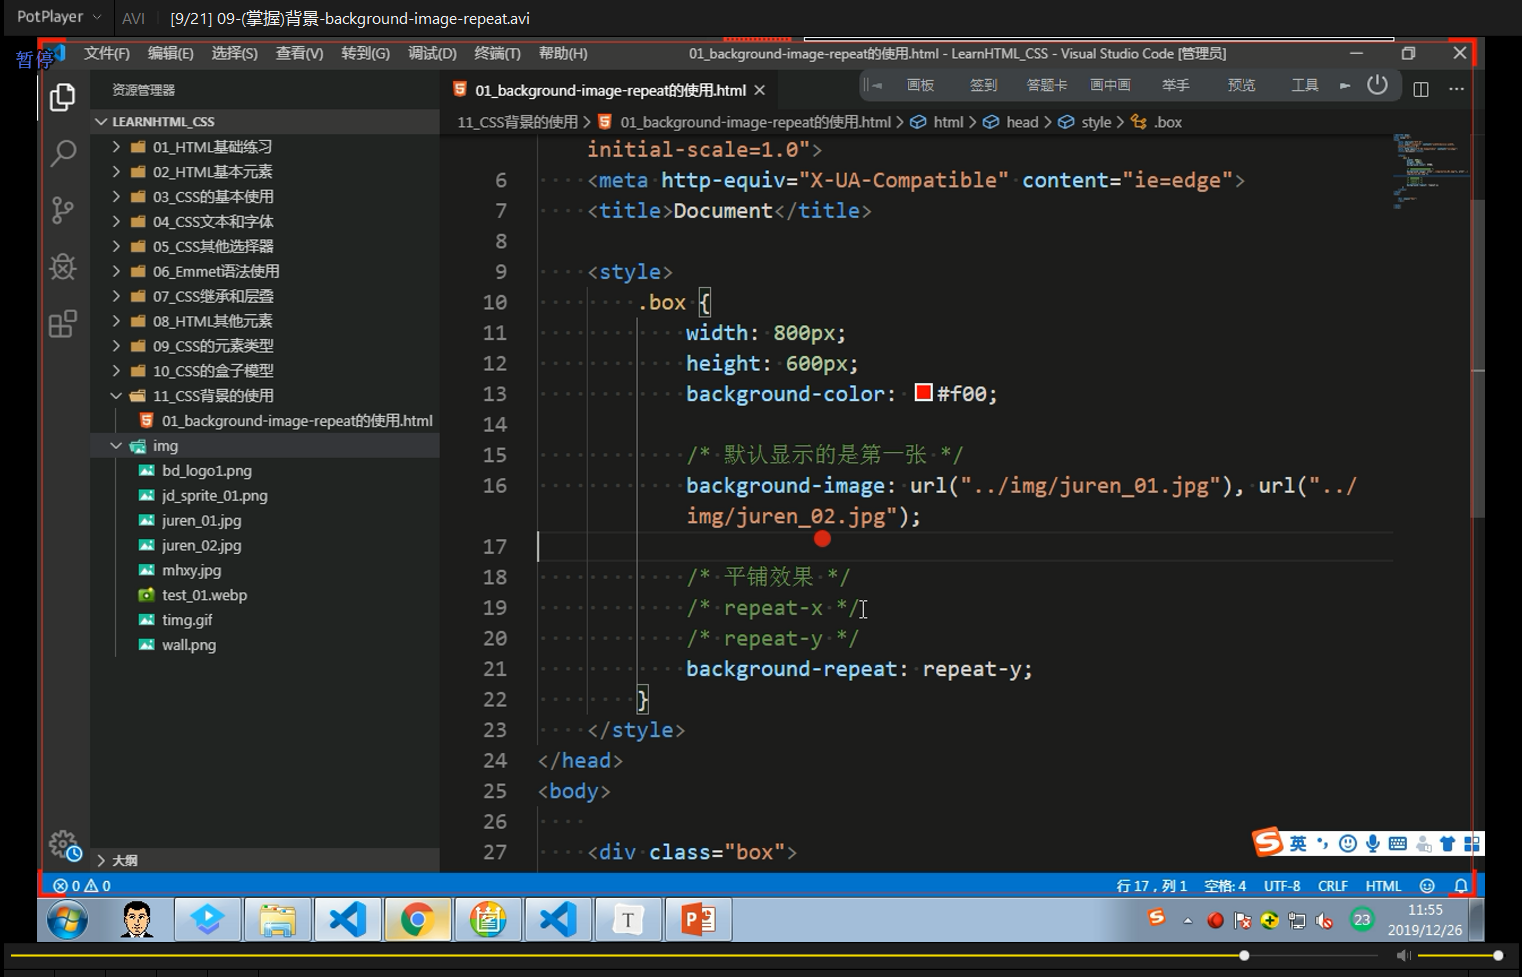 PotPlayer AVI [9/21] 09-(掌握)背景-background-image-repeat.avi
暂停
文件(F) 编辑(E) 选择(S) 查看(V) 转到(G) 调试(D) 终端(T) 帮助(H) 01_background-image-repeat的使用.html - LearnHTML_CSS - Visual Studio Code [管理员]
资源管理器
01_background-image-repeat的使用.html
画板 签到 答题卡 画中画 举手 预览 工具
LEARNHTML_CSS
11_CSS背景的使用 > 01_background-image-repeat的使用.html > html > head > style > .box
01_HTML基础练习
02_HTML基本元素
03_CSS的基本使用
04_CSS文本和字体
05_CSS其他选择器
06_Emmet语法使用
07_CSS继承和层叠
08_HTML其他元素
09_CSS的元素类型
10_CSS的盒子模型
11_CSS背景的使用
01_background-image-repeat的使用.html
img
bd_logo1.png
jd_sprite_01.png
juren_01.jpg
juren_02.jpg
mhxy.jpg
test_01.webp
timg.gif
wall.png
大纲
initial-scale=1.0">
6 <meta http-equiv="X-UA-Compatible" content="ie=edge">
7 <title>Document</title>
8
9 <style>
10 .box {
11 width: 800px;
12 height: 600px;
13 background-color: #f00;
14
15 /* 默认显示的是第一张 */
16 background-image: url("../img/juren_01.jpg"), url("../
img/juren_02.jpg");
17
18 /* 平铺效果 */
19 /* repeat-x */
20 /* repeat-y */
21 background-repeat: repeat-y;
22 }
23 </style>
24 </head>
25 <body>
26
27 <div class="box">
英
0 0 行 17，列 1 空格: 4 UTF-8 CRLF HTML
T P 23 11:55
2019/12/26